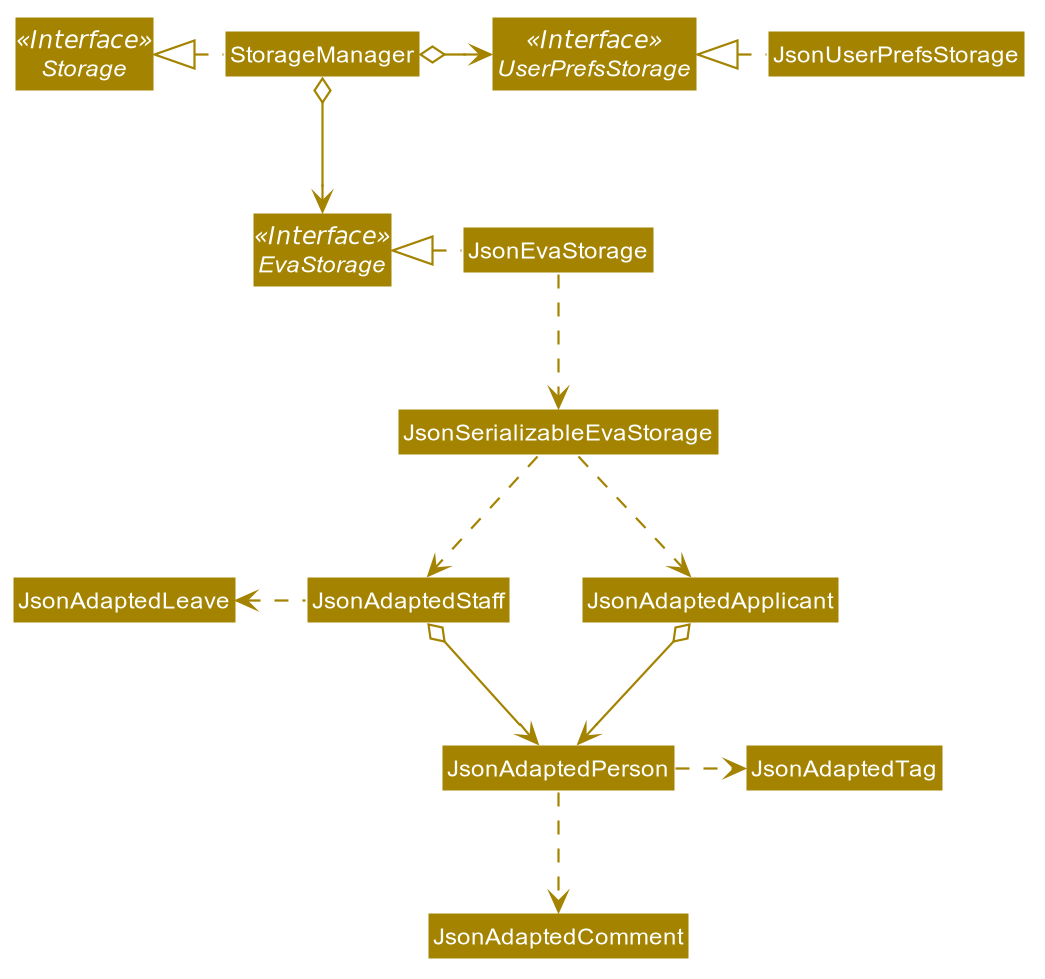 «Interface»
Storage
StorageManager
«Interface»
UserPrefsStorage
JsonUserPrefsStorage
«Interface»
EvaStorage
JsonEvaStorage
JsonSerializableEvaStorage
JsonAdaptedLeave
JsonAdaptedStaff
JsonAdaptedApplicant
JsonAdaptedPerson
JsonAdaptedTag
JsonAdaptedComment